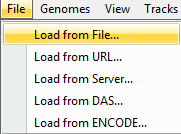 File Genomes View Tracks
Load from File...
Load from URL...
Load from Server...
Load from DAS...
Load from ENCODE...